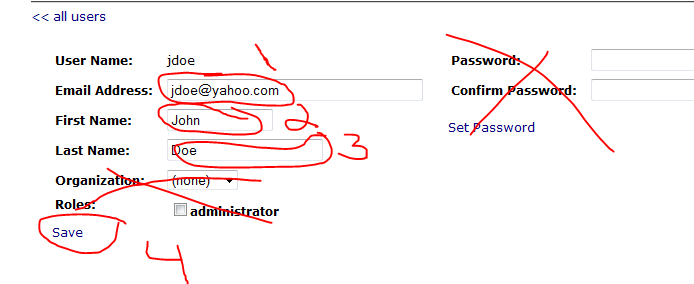 << all users
User Name: jdoe 1 Password:
Email Address: jdoe@yahoo.com Confirm Password:
First Name: John 2. Set Password
Last Name: Doe 3
Organization: (none)
Roles: administrator
Save 4